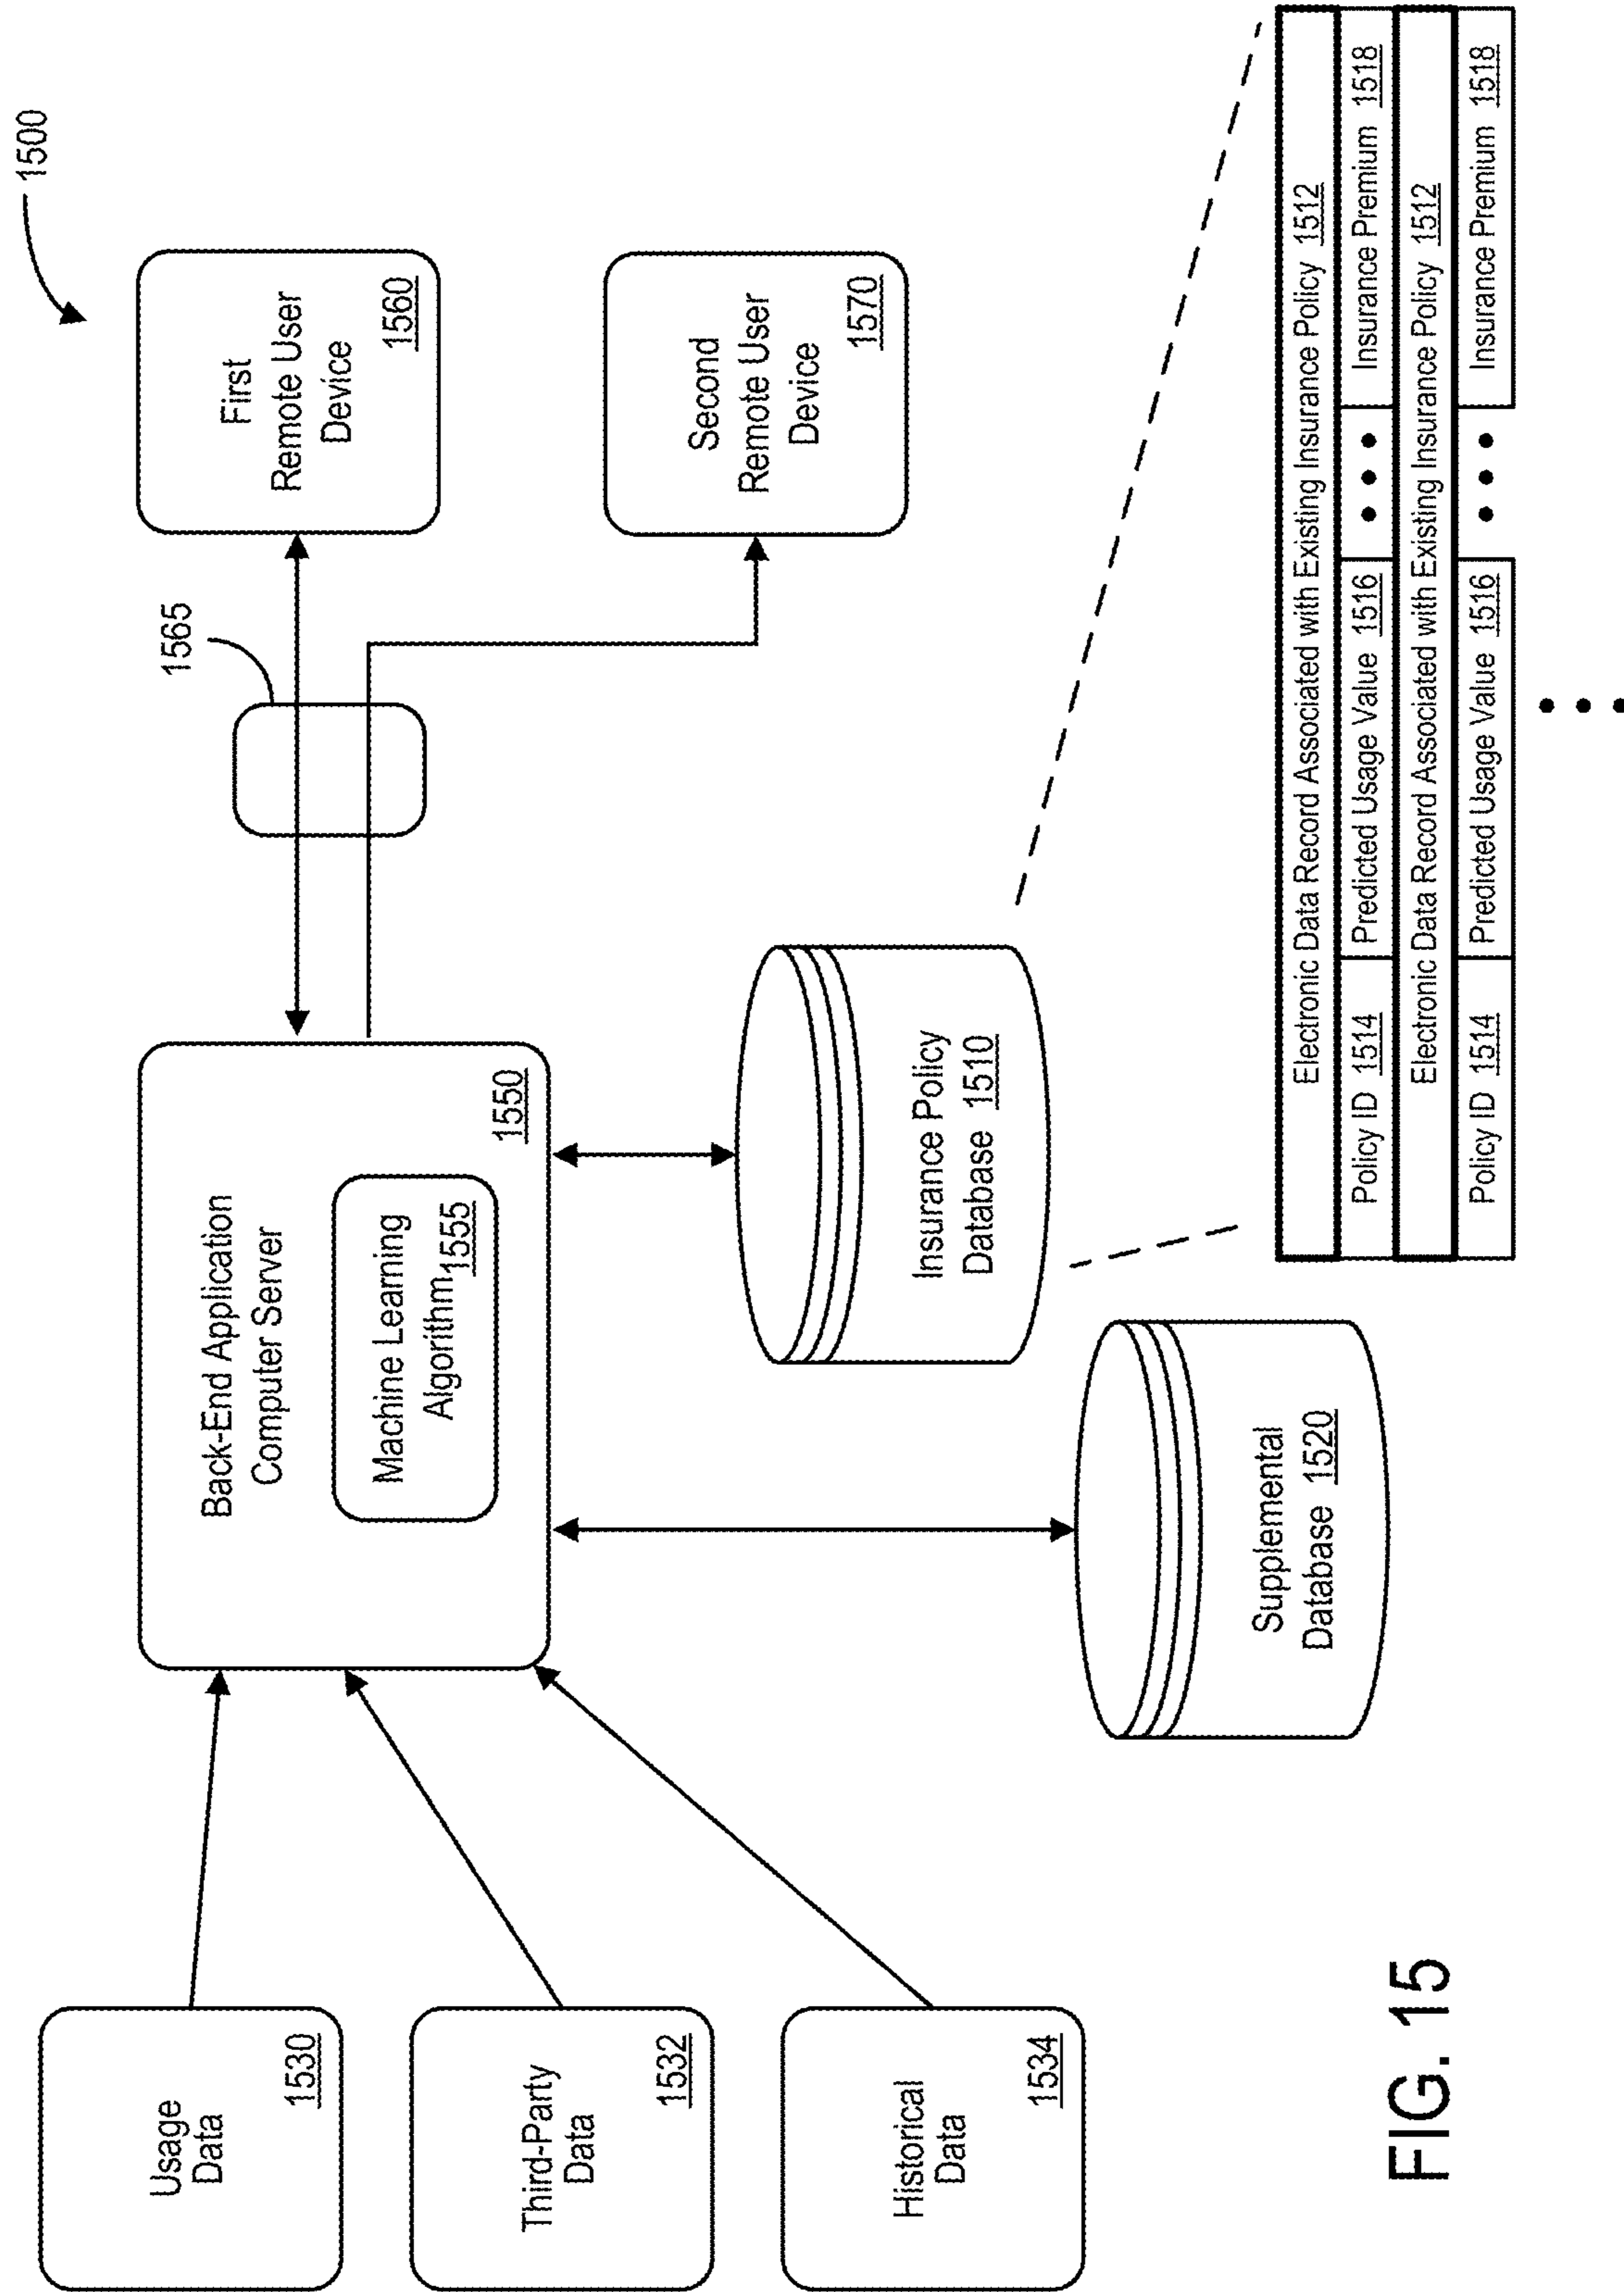 1500
Usage
Data
1530
Third-Party
Data
1532
Historical
Data
1534
Back-End Application
Computer Server
1550
Machine Learning
Algorithm 1555
1565
First
Remote User
Device
1560
Second
Remote User
Device
1570
Supplemental
Database 1520
Insurance Policy
Database 1510
Electronic Data Record Associated with Existing Insurance Policy 1512
Policy ID 1514 Predicted Usage Value 1516 • • • Insurance Premium 1518
Electronic Data Record Associated with Existing Insurance Policy 1512
Policy ID 1514 Predicted Usage Value 1516 • • • Insurance Premium 1518
FIG. 15